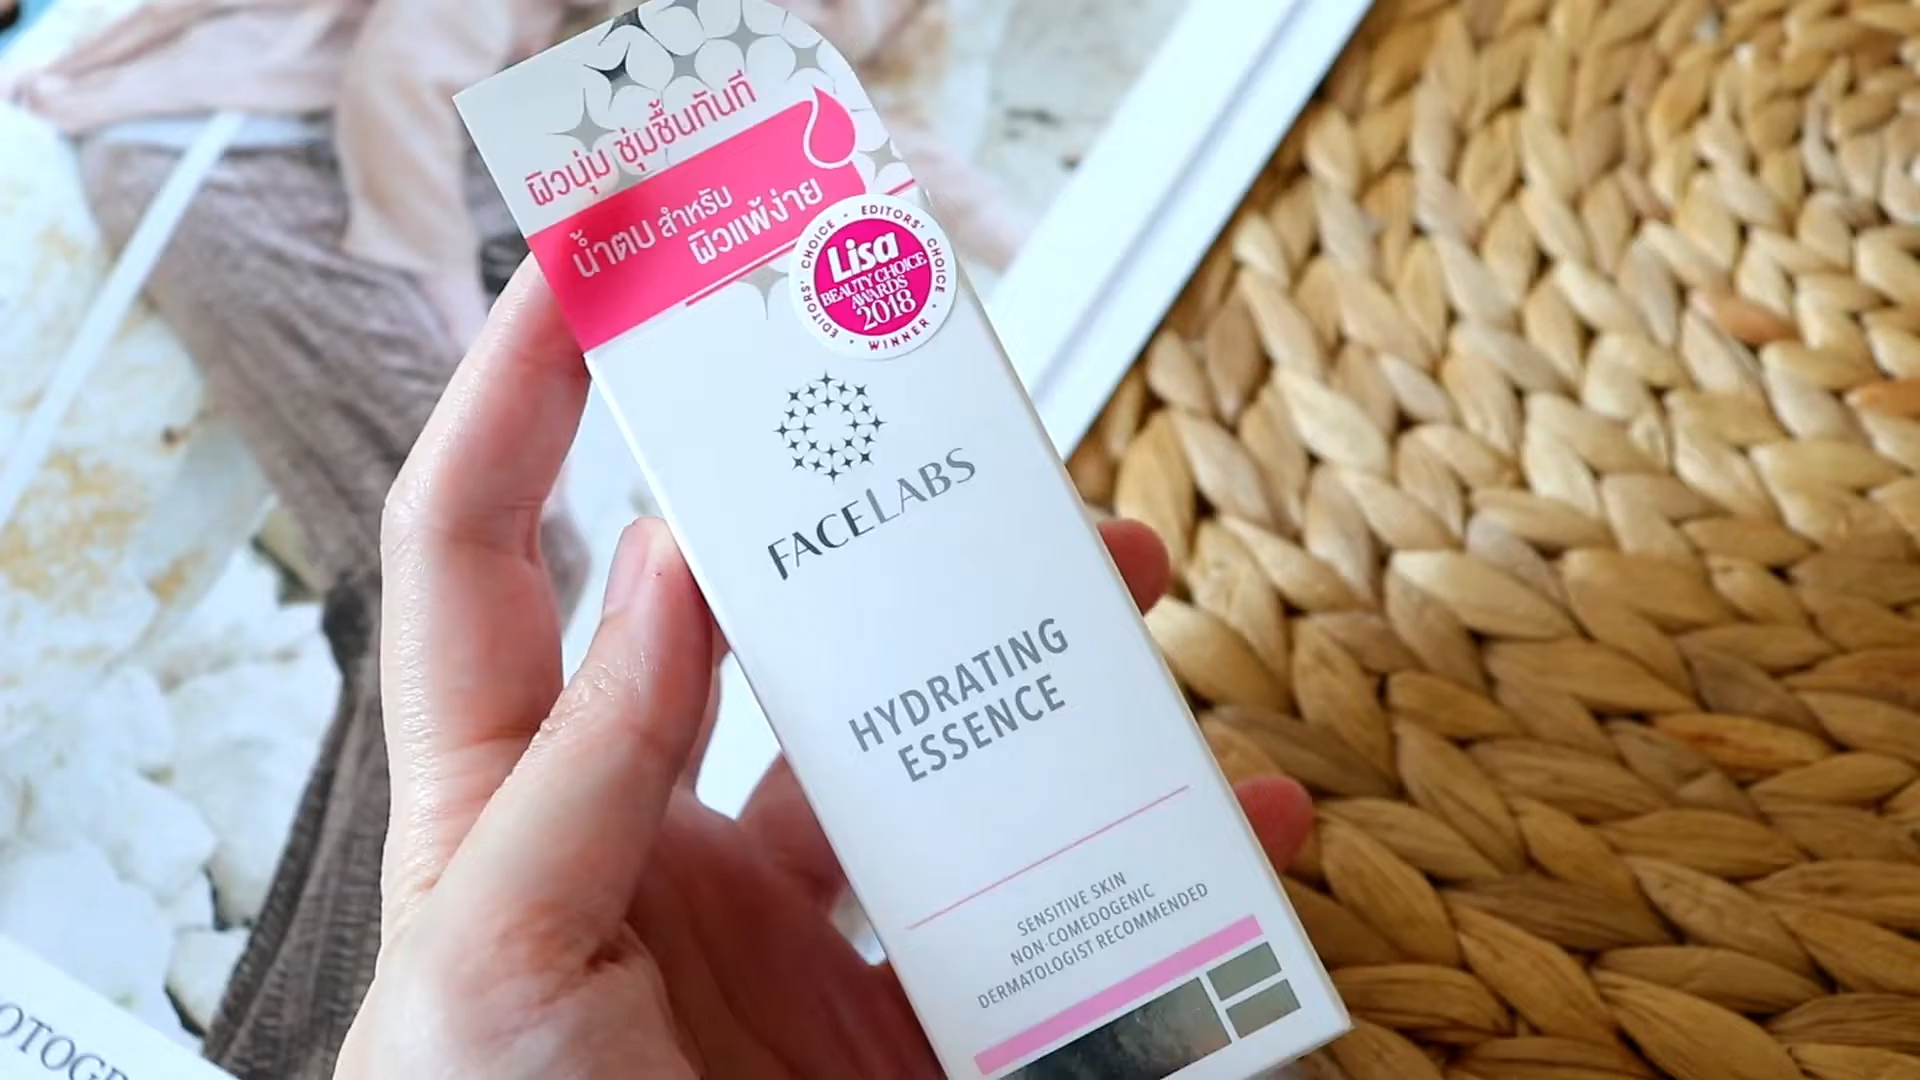 ผิวนุ่ม ชุ่มชื้นทันที
น้ำตบ สำหรับ
ผิวแพ้ง่าย
EDITORS' CHOICE • EDITORS' CHOICE • WINNER •
Lisa
BEAUTY CHOICE
AWARDS
2018
FACELABS
HYDRATING
ESSENCE
SENSITIVE SKIN
NON-COMEDOGENIC
DERMATOLOGIST RECOMMENDED